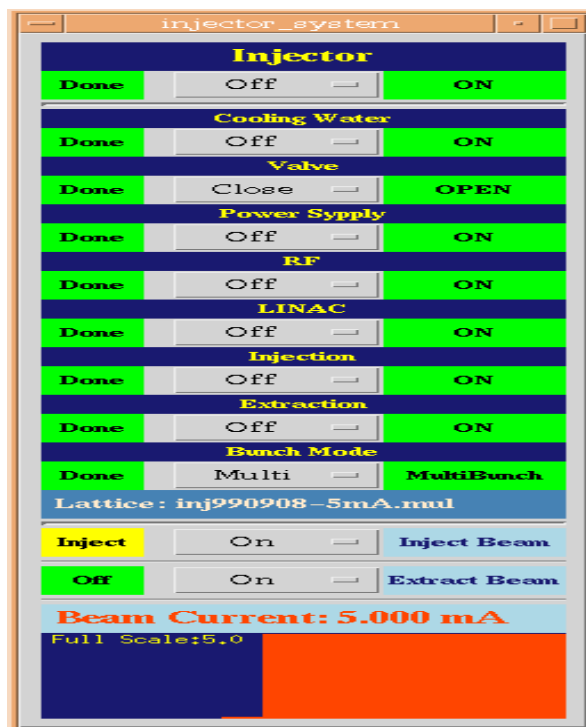 injector_system
Injector
Done Off ON
Cooling Water
Done Off ON
Valve
Done Close OPEN
Power Sypply
Done Off ON
RF
Done Off ON
LINAC
Done Off ON
Injection
Done Off ON
Extraction
Done Off ON
Bunch Mode
Done Multi MultiBunch
Lattice: inj990908-5mA.mul
Inject On Inject Beam
Off On Extract Beam
Beam Current: 5.000 mA
Full Scale:5.0